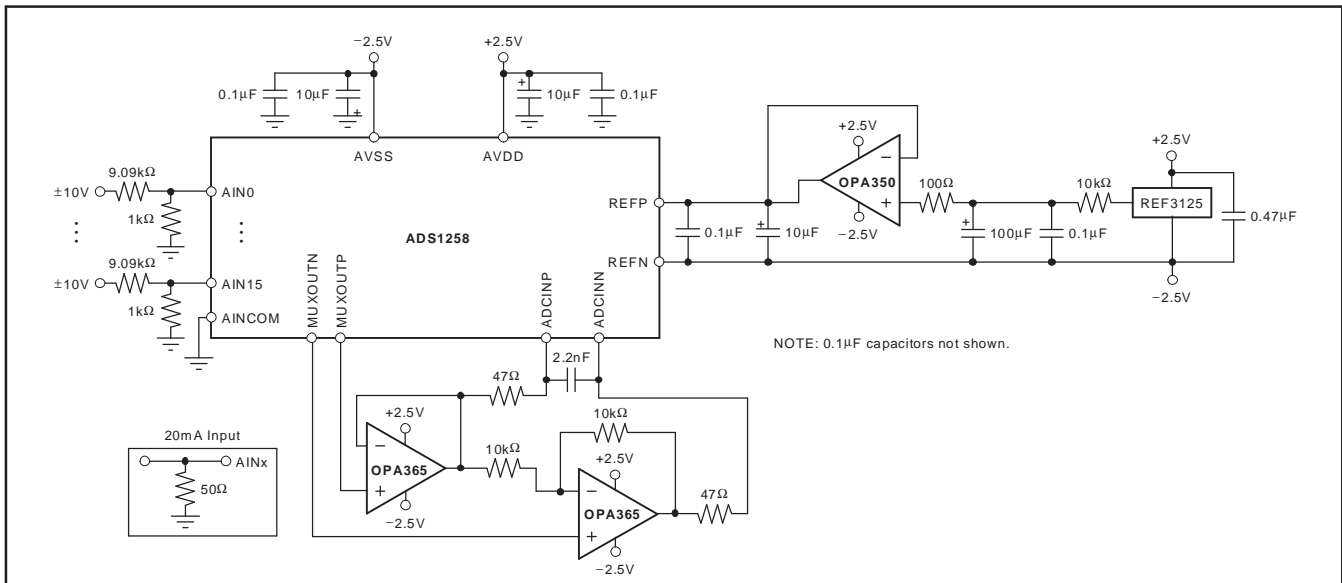 −2.5V
+2.5V
0.1µF
10µF
+
+
10µF
0.1µF
AVSS
AVDD
+2.5V
+2.5V
9.09kΩ
±10V
AIN0
1kΩ
⋮
⋮
ADS1258
REFP
−
OPA350
+
−2.5V
100Ω
10kΩ
REF3125
0.47µF
0.1µF
+
10µF
+
100µF
0.1µF
9.09kΩ
±10V
AIN15
1kΩ
AINCOM
MUXOUTN
MUXOUTP
ADCINP
ADCINN
REFN
−2.5V
NOTE: 0.1µF capacitors not shown.
2.2nF
47Ω
+2.5V
−
OPA365
+
−2.5V
10kΩ
10kΩ
+2.5V
−
OPA365
+
−2.5V
47Ω
20mA Input
AINx
50Ω